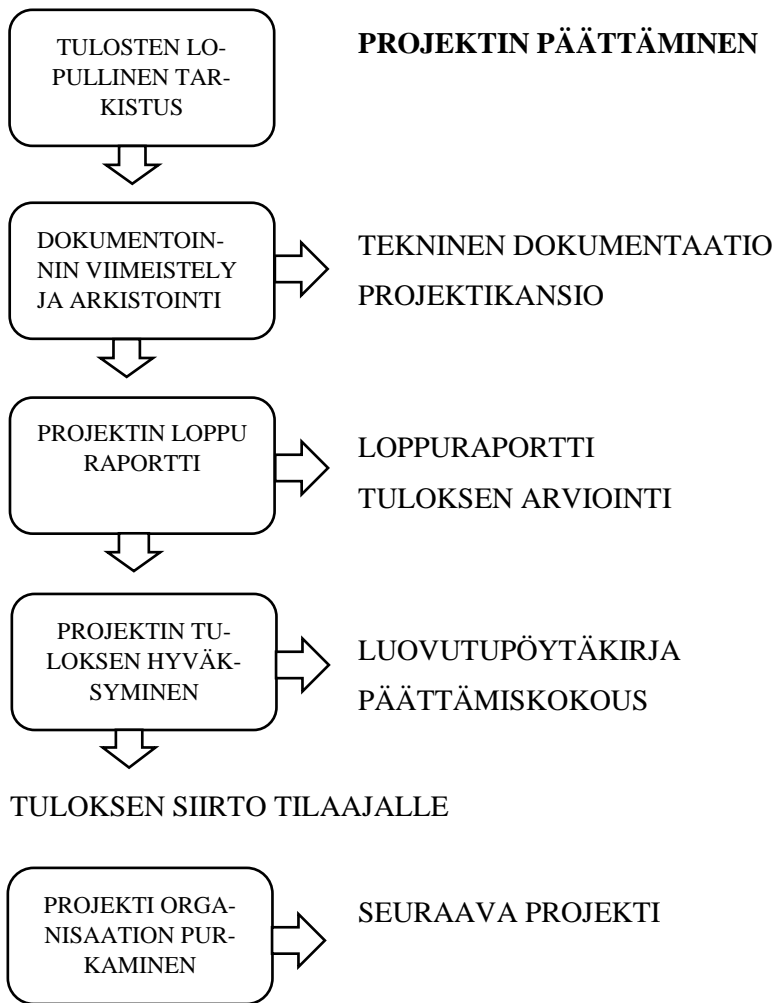 PROJEKTIN PÄÄTTÄMINEN
TULOSTEN LO-
PULLINEN TAR-
KISTUS
DOKUMENTOIN-
NIN VIIMEISTELY
JA ARKISTOINTI
TEKNINEN DOKUMENTAATIO
PROJEKTIKANSIO
PROJEKTIN LOPPU
RAPORTTI
LOPPURAPORTTI
TULOKSEN ARVIOINTI
PROJEKTIN TU-
LOKSEN HYVÄK-
SYMINEN
LUOVUTUPÖYTÄKIRJA
PÄÄTTÄMISKOKOUS
TULOKSEN SIIRTO TILAAJALLE
PROJEKTI ORGA-
NISAATION PUR-
KAMINEN
SEURAAVA PROJEKTI